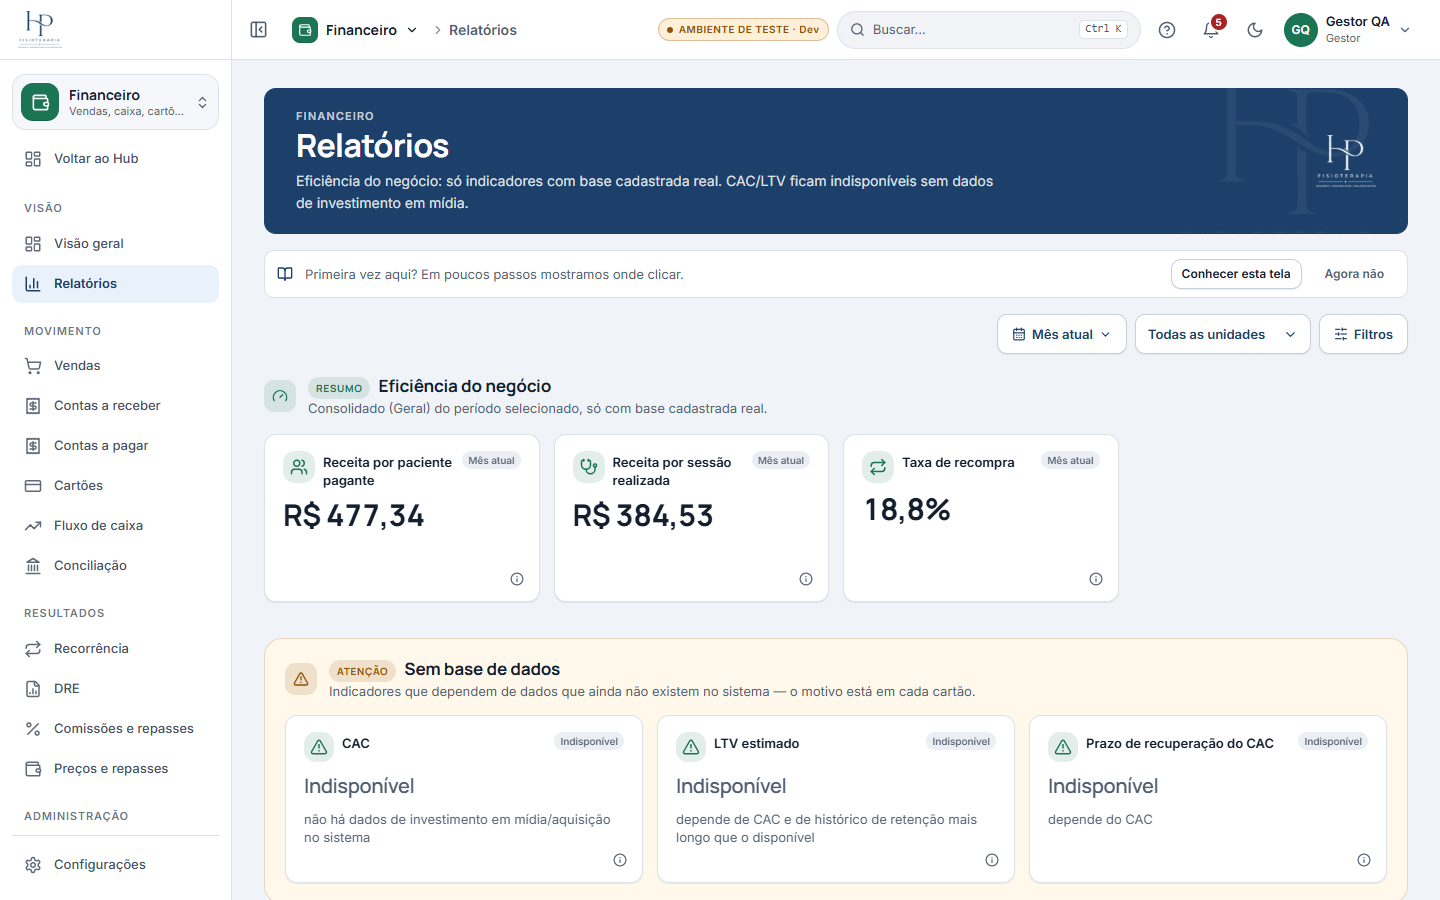 HP
FISIOTERAPIA
Financeiro
Relatórios
AMBIENTE DE TESTE · Dev
Buscar...
Ctrl K
5
GQ
Gestor QA
Gestor
Financeiro
Vendas, caixa, cartõ...
Voltar ao Hub
VISÃO
Visão geral
Relatórios
MOVIMENTO
Vendas
Contas a receber
Contas a pagar
Cartões
Fluxo de caixa
Conciliação
RESULTADOS
Recorrência
DRE
Comissões e repasses
Preços e repasses
ADMINISTRAÇÃO
Configurações
FINANCEIRO
Relatórios
Eficiência do negócio: só indicadores com base cadastrada real. CAC/LTV ficam indisponíveis sem dados
de investimento em mídia.
HP
FISIOTERAPIA
Primeira vez aqui? Em poucos passos mostramos onde clicar.
Conhecer esta tela
Agora não
Mês atual
Todas as unidades
Filtros
RESUMO
Eficiência do negócio
Consolidado (Geral) do período selecionado, só com base cadastrada real.
Receita por paciente
pagante
Mês atual
R$ 477,34
Receita por sessão
realizada
Mês atual
R$ 384,53
Taxa de recompra
Mês atual
18,8%
ATENÇÃO
Sem base de dados
Indicadores que dependem de dados que ainda não existem no sistema — o motivo está em cada cartão.
CAC
Indisponível
Indisponível
não há dados de investimento em mídia/aquisição
no sistema
LTV estimado
Indisponível
Indisponível
depende de CAC e de histórico de retenção mais
longo que o disponível
Prazo de recuperação do CAC
Indisponível
Indisponível
depende do CAC